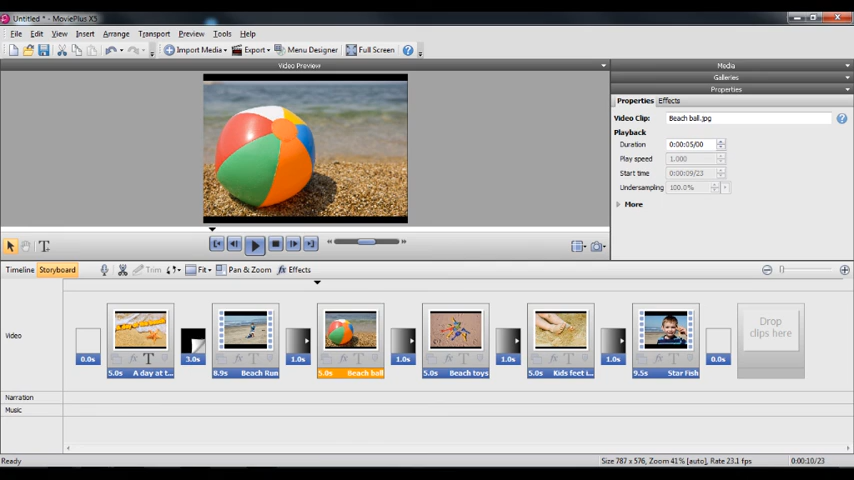 Untitled * - MoviePlus X5
File Edit View Insert Arrange Transport Preview Tools Help
Import Media Export Menu Designer Full Screen
Video Preview
Media
Galleries
Properties
Properties Effects
Video Clip: Beach ball.jpg
Playback
Duration 0:00:05/00
Play speed 1.000
Start time 0:00:09/23
Undersampling 100.0%
More
Timeline Storyboard Trim Fit Pan & Zoom Effects
Video
Drop clips here
0.0s 3.0s 1.0s 1.0s 1.0s 1.0s 0.0s
5.0s A day at t... 8.9s Beach Run 5.0s Beach ball 5.0s Beach toys 5.0s Kids feet i... 9.5s Star Fish
Narration
Music
Ready Size 787 x 576, Zoom 41% [auto], Rate 23.1 fps 0:00:10/23